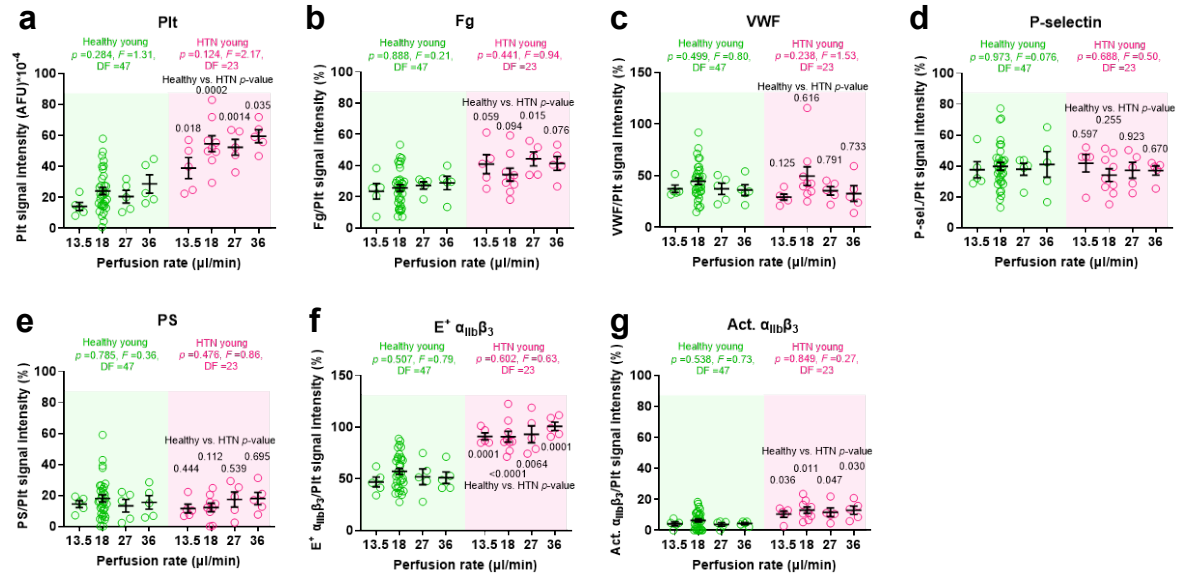 a
Plt
Healthy young
p =0.284, F =1.31,
DF =47
HTN young
p =0.124, F =2.17,
DF =23
Plt signal intensity (AFU)*10⁻⁴
100
80
60
40
20
0
Healthy vs. HTN p-value
0.018
0.0002
0.0014
0.035
13.5 18 27 36 13.5 18 27 36
Perfusion rate (µl/min)
b
Fg
Healthy young
p =0.888, F =0.21,
DF =47
HTN young
p =0.441, F =0.94,
DF =23
Fg/Plt signal intensity (%)
100
80
60
40
20
0
Healthy vs. HTN p-value
0.059
0.094
0.015
0.076
13.5 18 27 36 13.5 18 27 36
Perfusion rate (µl/min)
c
VWF
Healthy young
p =0.499, F =0.80,
DF =47
HTN young
p =0.238, F =1.53,
DF =23
VWF/Plt signal intensity (%)
150
100
50
0
Healthy vs. HTN p-value
0.125
0.616
0.791
0.733
13.5 18 27 36 13.5 18 27 36
Perfusion rate (µl/min)
d
P-selectin
Healthy young
p =0.973, F =0.076,
DF =47
HTN young
p =0.688, F =0.50,
DF =23
P-sel./Plt signal intensity (%)
100
80
60
40
20
0
Healthy vs. HTN p-value
0.597
0.255
0.923
0.670
13.5 18 27 36 13.5 18 27 36
Perfusion rate (µl/min)
e
PS
Healthy young
p =0.785, F =0.36,
DF =47
HTN young
p =0.476, F =0.86,
DF =23
PS/Plt signal intensity (%)
100
80
60
40
20
0
Healthy vs. HTN p-value
0.444
0.112
0.539
0.695
13.5 18 27 36 13.5 18 27 36
Perfusion rate (µl/min)
f
E⁺ αIIbβ3
Healthy young
p =0.507, F =0.79,
DF =47
HTN young
p =0.602, F =0.63,
DF =23
E⁺ αIIbβ3/Plt signal intensity (%)
150
100
50
0
0.0001
<0.0001
0.0064
0.0001
Healthy vs. HTN p-value
13.5 18 27 36 13.5 18 27 36
Perfusion rate (µl/min)
g
Act. αIIbβ3
Healthy young
p =0.538, F =0.73,
DF =47
HTN young
p =0.849, F =0.27,
DF =23
Act. αIIbβ3/Plt signal intensity (%)
100
80
60
40
20
0
Healthy vs. HTN p-value
0.036
0.011
0.047
0.030
13.5 18 27 36 13.5 18 27 36
Perfusion rate (µl/min)